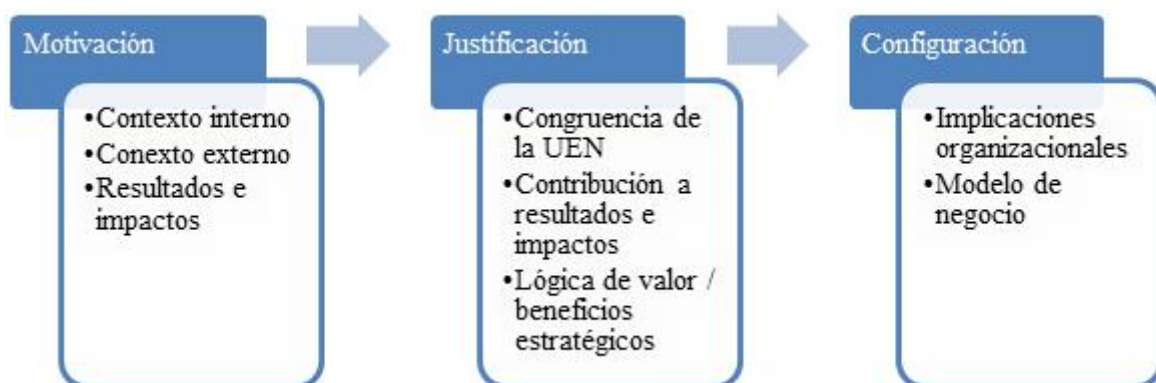 Motivación
•Contexto interno
•Conexto externo
•Resultados e
impactos
Justificación
•Congruencia de
la UEN
•Contribución a
resultados e
impactos
•Lógica de valor /
beneficios
estratégicos
Configuración
•Implicaciones
organizacionales
•Modelo de
negocio